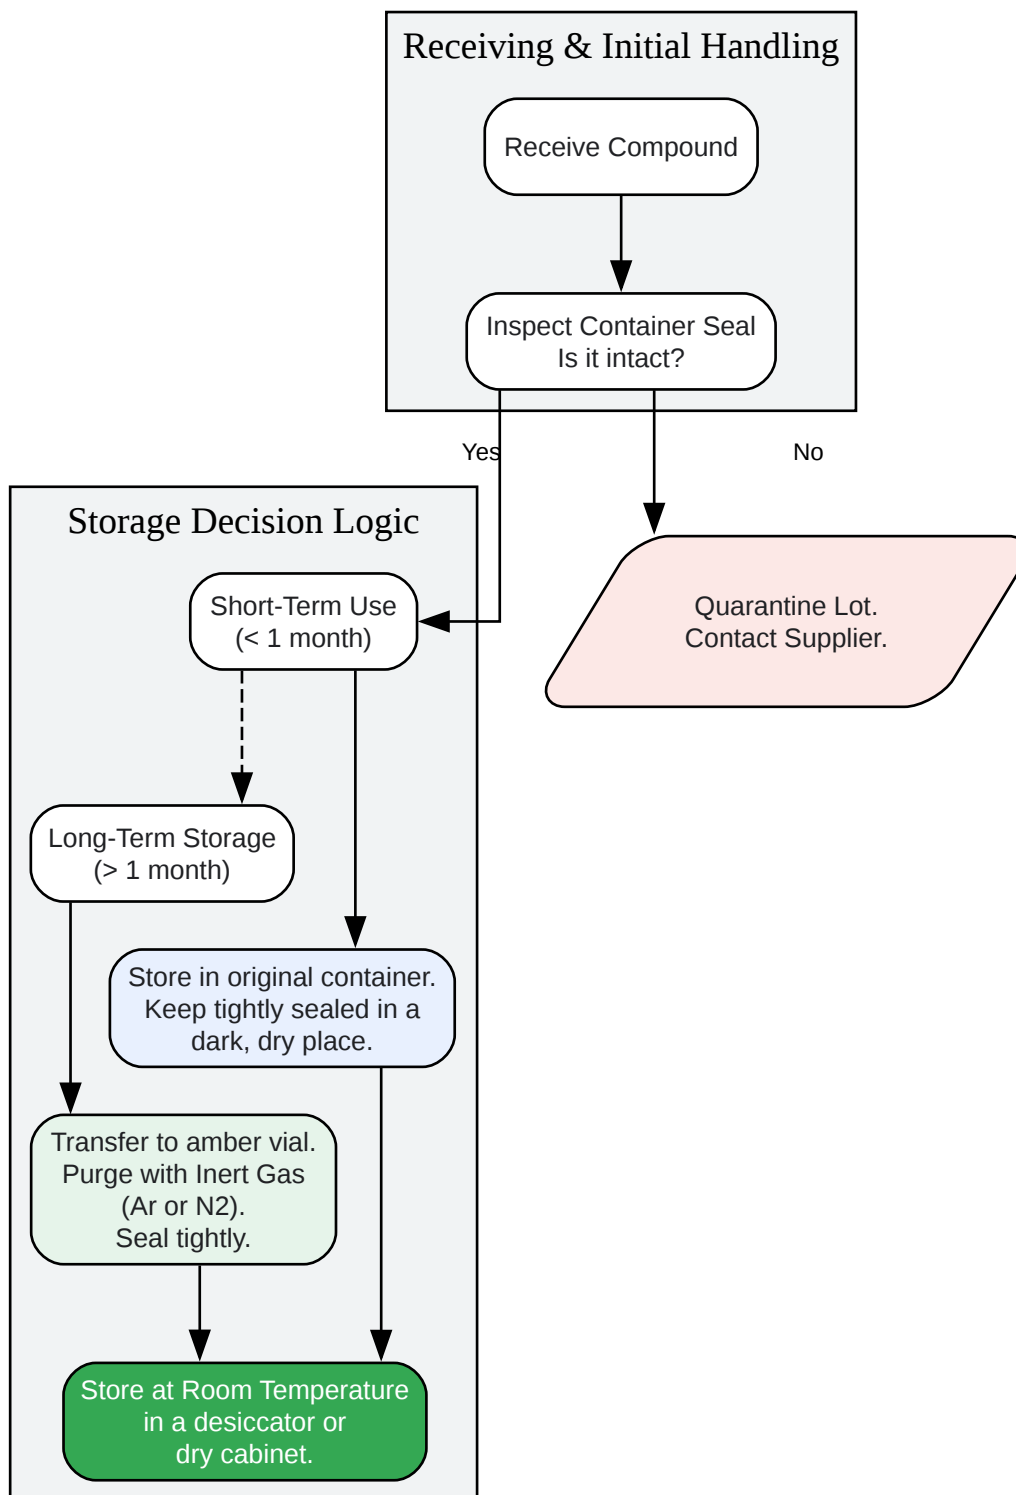 Receiving & Initial Handling
Receive Compound
Inspect Container Seal
Is it intact?
Yes
No
Storage Decision Logic
Short-Term Use
(< 1 month)
Quarantine Lot.
Contact Supplier.
Long-Term Storage
(> 1 month)
Store in original container.
Keep tightly sealed in a
dark, dry place.
Transfer to amber vial.
Purge with Inert Gas
(Ar or N2).
Seal tightly.
Store at Room Temperature
in a desiccator or
dry cabinet.